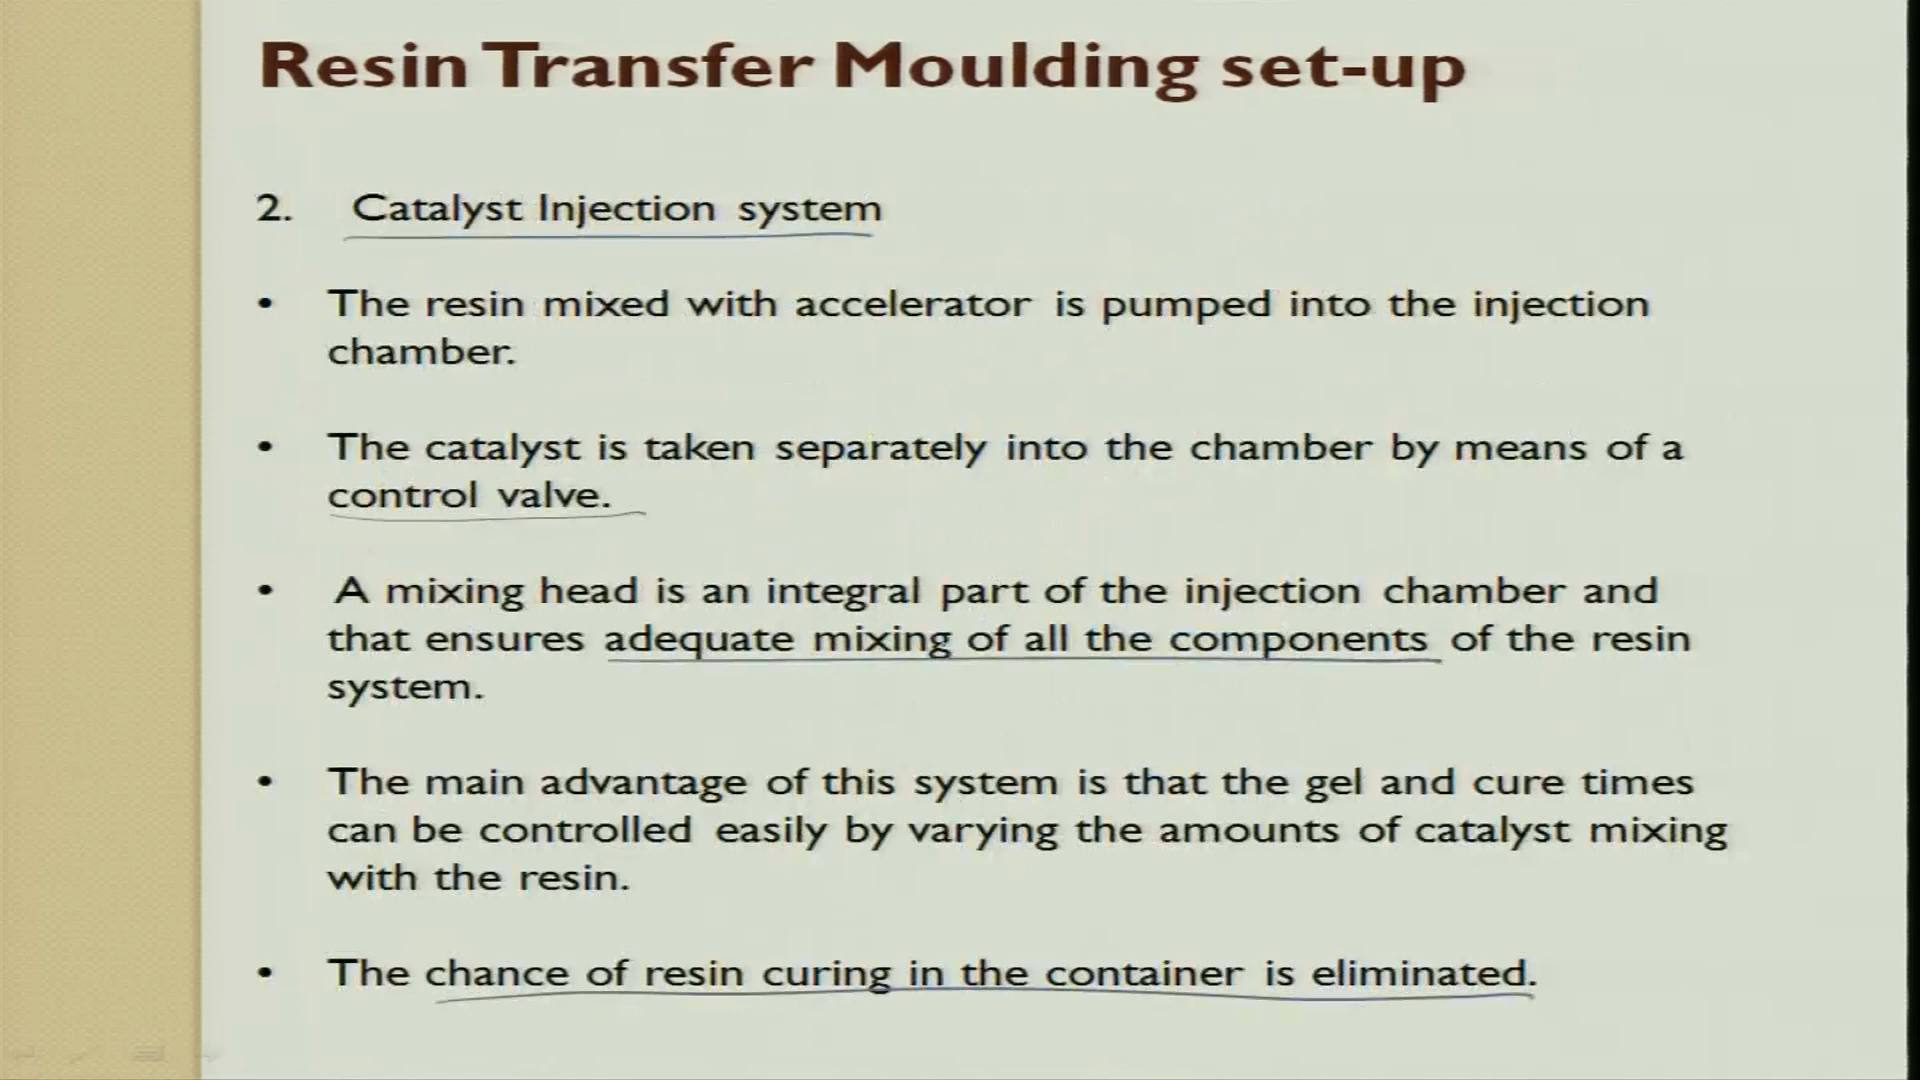 Resin Transfer Moulding set-up
2. Catalyst Injection system
• The resin mixed with accelerator is pumped into the injection
chamber.
• The catalyst is taken separately into the chamber by means of a
control valve.
• A mixing head is an integral part of the injection chamber and
that ensures adequate mixing of all the components of the resin
system.
• The main advantage of this system is that the gel and cure times
can be controlled easily by varying the amounts of catalyst mixing
with the resin.
• The chance of resin curing in the container is eliminated.